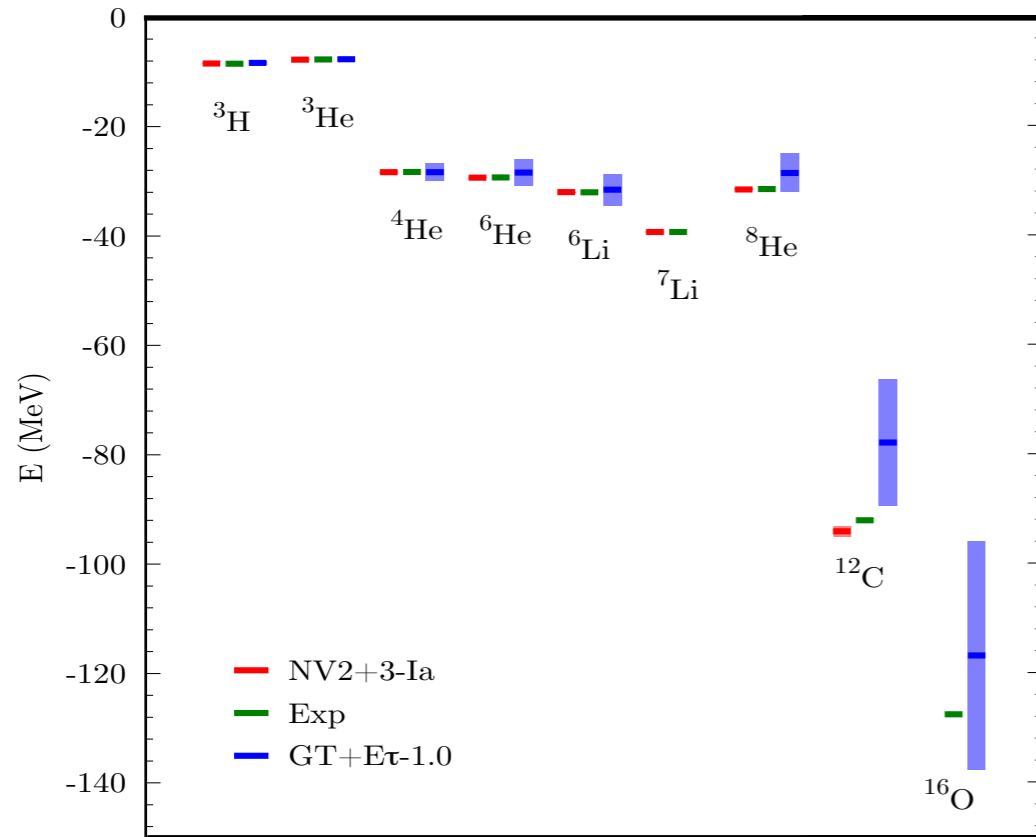 0
-20
-40
-60
-80
-100
-120
-140
E (MeV)
³H
³He
⁴He
⁶He
⁶Li
⁷Li
⁸He
¹²C
¹⁶O
NV2+3-Ia
Exp
GT+Eτ-1.0